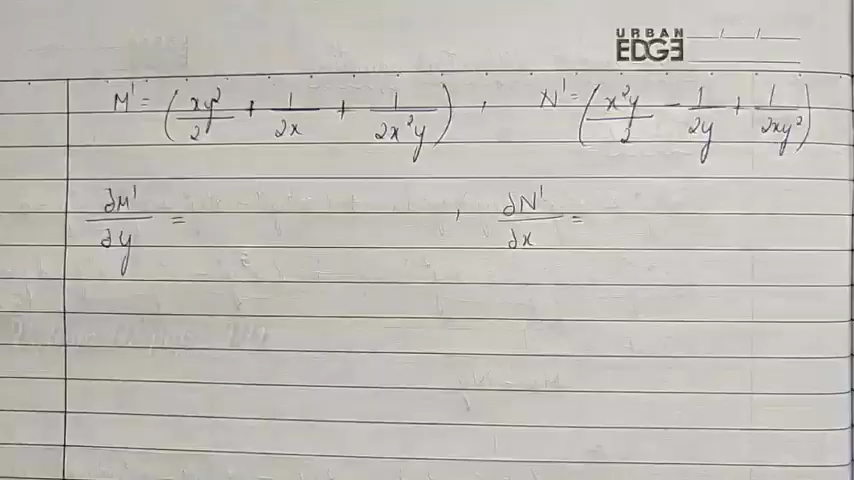 URBAN
EDGE
M' = (xy²/2 + 1/2x + 1/2x²y) , N' = (x²y/2 - 1/2y + 1/2xy²)
∂M'/∂y = , ∂N'/∂x =